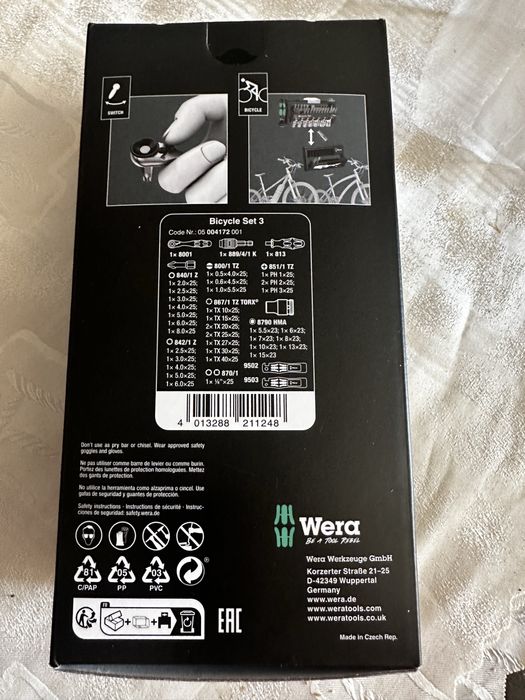 SWITCH
BICYCLE
Bicycle Set 3
Code Nr.: 05 004172 001
1× 8001
1× 889/4/1 K
1× 813
840/1 Z
1× 2.0×25;
1× 2.5×25;
1× 3.0×25;
1× 4.0×25;
1× 5.0×25;
1× 6.0×25;
1× 8.0×25
842/1 Z
1× 2.5×25;
1× 3.0×25;
1× 4.0×25;
1× 5.0×25;
1× 6.0×25
800/1 TZ
1× 0.5×4.0×25;
1× 0.6×4.5×25;
1× 1.0×5.5×25
867/1 TZ TORX®
1× TX 10×25;
1× TX 15×25;
2× TX 20×25;
2× TX 25×25;
1× TX 27×25;
1× TX 30×25;
1× TX 40×25
870/1
1× ¼"×25
851/1 TZ
1× PH 1×25;
2× PH 2×25;
1× PH 3×25
8790 HMA
1× 5.5×23; 1× 6×23;
1× 7×23; 1× 8×23;
1× 10×23; 1× 13×23;
1× 15×23
9502
9503
4 013288 211248
Don't use as pry bar or chisel. Wear approved safety
goggles and gloves.
Ne pas utiliser comme barre de levier ou comme burin.
Portez des lunettes de protection homologuées. Mettez
des gants de protection.
No utilice la herramienta como alzaprima o cincel. Use
gafas de seguridad y guantes de protección.
Safety instructions - Instructions de sécurité - Instruc-
ciones de seguridad: safety.wera.de
81
C/PAP
05
PP
03
PVC
FR
EAC
Wera
BE A TOOL REBEL
Wera Werkzeuge GmbH
Korzerter Straße 21–25
D-42349 Wuppertal
Germany
www.wera.de
www.weratools.com
www.weratools.co.uk
Made in Czech Rep.